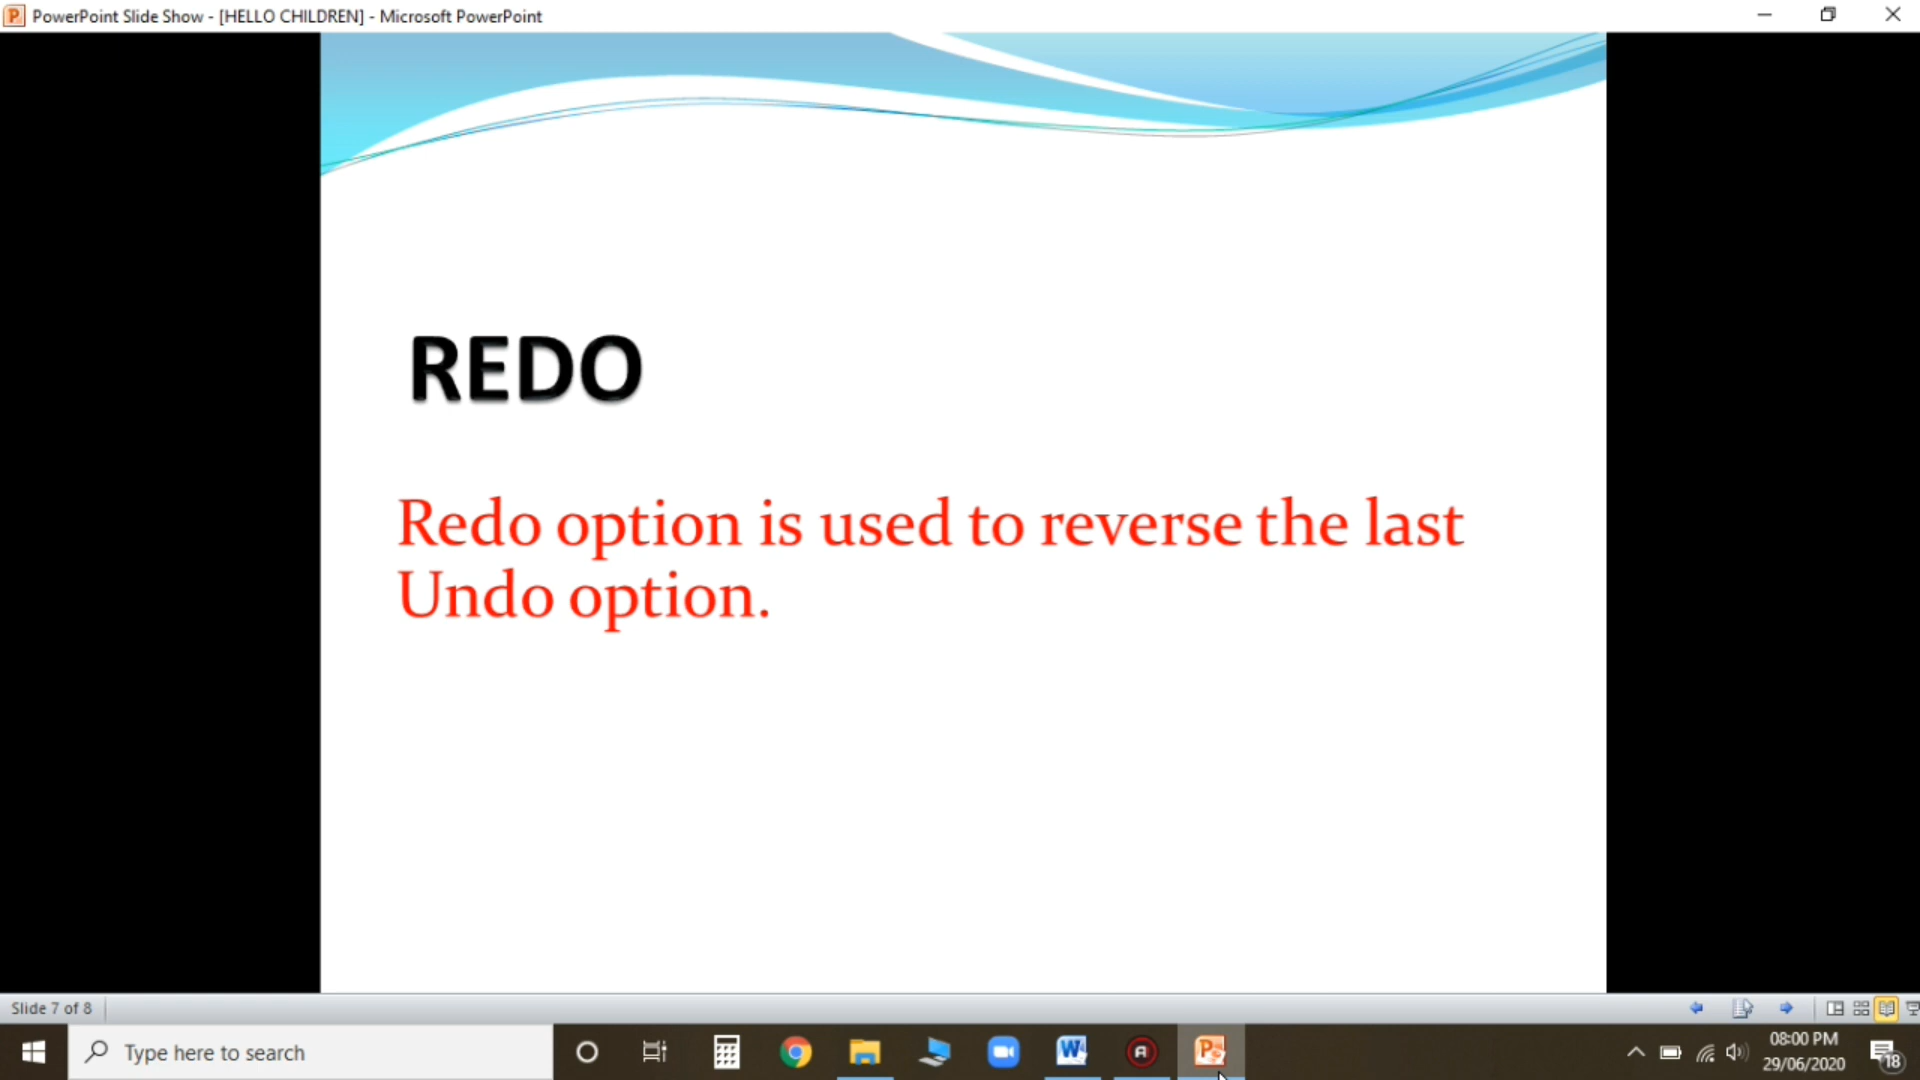 PowerPoint Slide Show - [HELLO CHILDREN] - Microsoft PowerPoint
REDO
Redo option is used to reverse the last
Undo option.
Slide 7 of 8
Type here to search
08:00 PM
29/06/2020
18